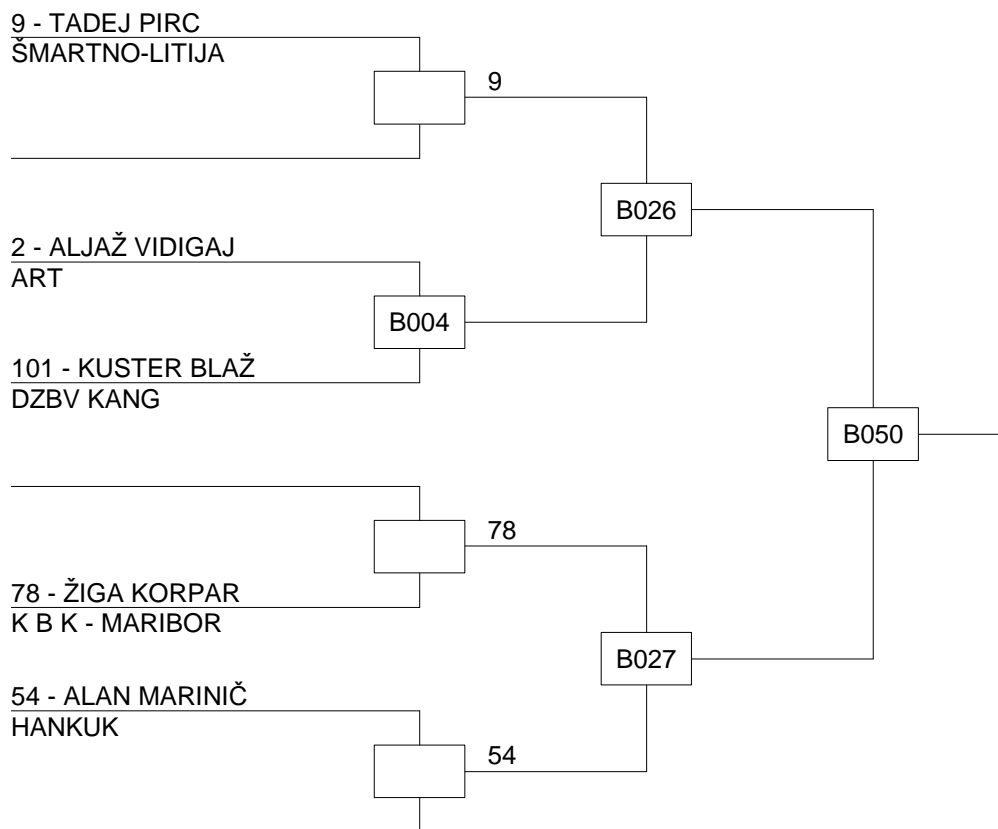 9 - TADEJ PIRC
ŠMARTNO-LITIJA
9
B026
2 - ALJAŽ VIDIGAJ
ART
B004
101 - KUSTER BLAŽ
DZBV KANG
B050
78
78 - ŽIGA KORPAR
K B K - MARIBOR
B027
54 - ALAN MARINIČ
HANKUK
54